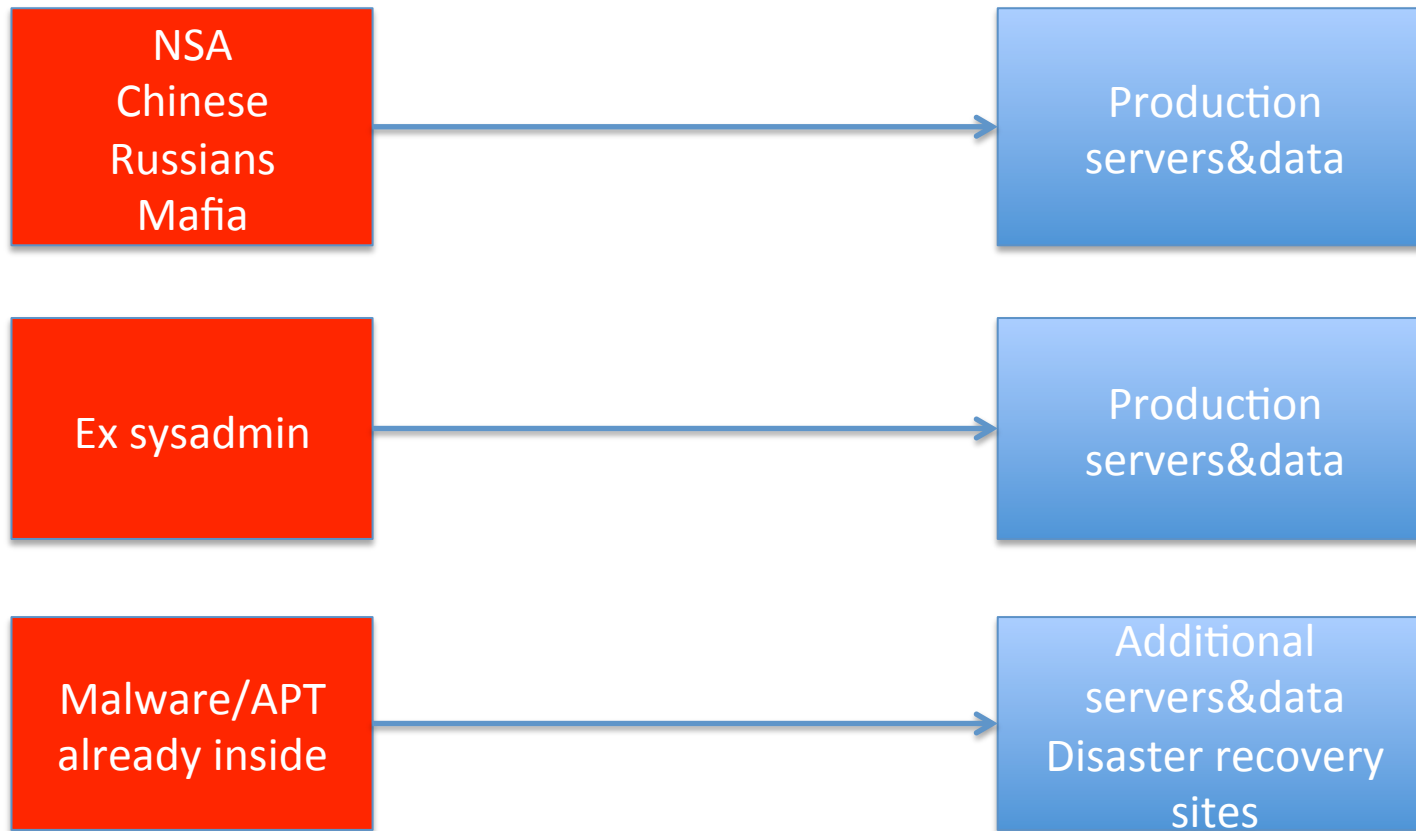 NSA
Chinese
Russians
Mafia
Production
servers&data
Ex sysadmin
Production
servers&data
Malware/APT
already inside
Additional
servers&data
Disaster recovery
sites